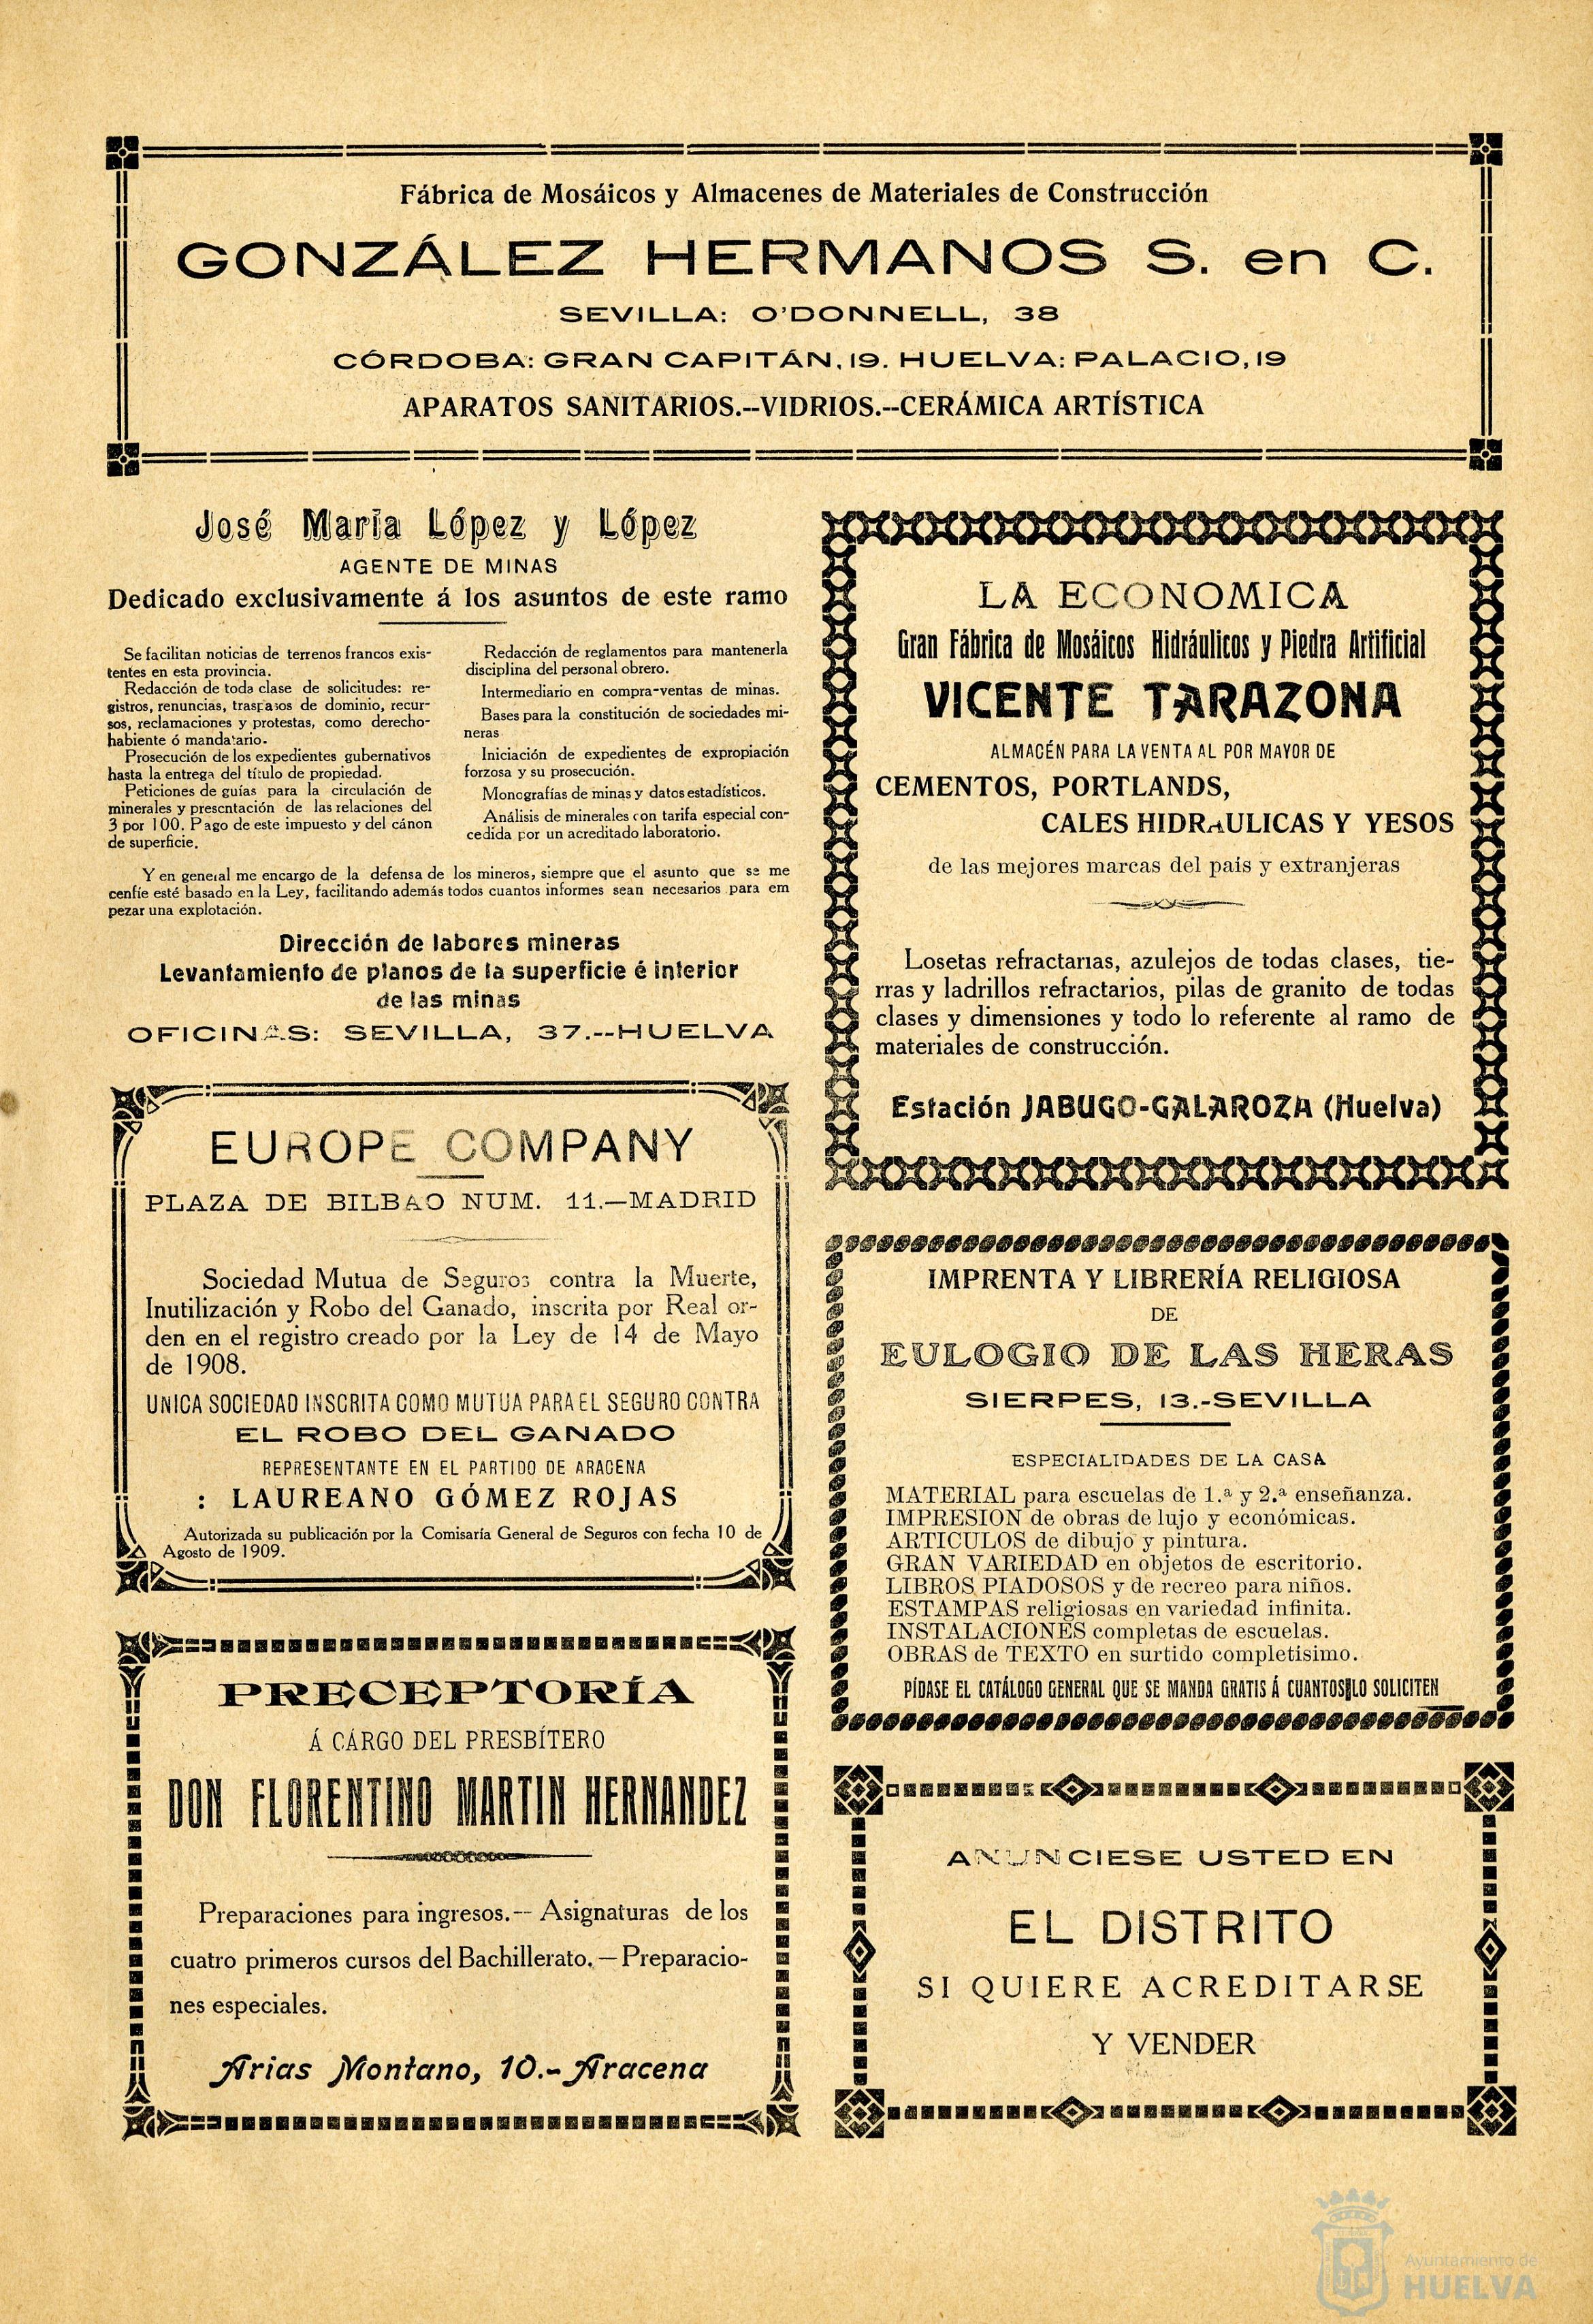 Fábrica de Mosáicos y Almacenes de Materiales de Construcción
GONZÁLEZ HERMANOS S. en C.
SEVILLA: O'DONNELL, 38
CÓRDOBA: GRAN CAPITÁN, 19. HUELVA: PALACIO, 19
APARATOS SANITARIOS.--VIDRIOS.--CERÁMICA ARTÍSTICA
José María López y López
AGENTE DE MINAS
Dedicado exclusivamente á los asuntos de este ramo
Se facilitan noticias de terrenos francos exis-
tentes en esta provincia.
Redacción de toda clase de solicitudes: re-
gistros, renuncias, traspasos de dominio, recur-
sos, reclamaciones y protestas, como derecho-
habiente ó mandatario.
Prosecución de los expedientes gubernativos
hasta la entrega del título de propiedad.
Peticiones de guías para la circulación de
minerales y presentación de las relaciones del
3 por 100. Pago de este impuesto y del cánon
de superficie.
Redacción de reglamentos para mantenerla
disciplina del personal obrero.
Intermediario en compra-ventas de minas.
Bases para la constitución de sociedades mi-
neras
Iniciación de expedientes de expropiación
forzosa y su prosecución.
Monografías de minas y datos estadísticos.
Análisis de minerales con tarifa especial con-
cedida por un acreditado laboratorio.
Y en general me encargo de la defensa de los mineros, siempre que el asunto que se me
cenfíe esté basado en la Ley, facilitando además todos cuantos informes sean necesarios para em
pezar una explotación.
Dirección de labores mineras
Levantamiento de planos de la superficie é interior
de las minas
OFICINAS: SEVILLA, 37.--HUELVA
EUROPE COMPANY
PLAZA DE BILBAO NUM. 11.—MADRID
Sociedad Mutua de Seguros contra la Muerte,
Inutilización y Robo del Ganado, inscrita por Real or-
den en el registro creado por la Ley de 14 de Mayo
de 1908.
UNICA SOCIEDAD INSCRITA COMO MUTUA PARA EL SEGURO CONTRA
EL ROBO DEL GANADO
REPRESENTANTE EN EL PARTIDO DE ARACENA
: LAUREANO GÓMEZ ROJAS
Autorizada su publicación por la Comisaría General de Seguros con fecha 10 de
Agosto de 1909.
PRECEPTORÍA
Á CARGO DEL PRESBÍTERO
DON FLORENTINO MARTIN HERNANDEZ
Preparaciones para ingresos.-- Asignaturas de los
cuatro primeros cursos del Bachillerato.—Preparacio-
nes especiales.
Arias Montano, 10.-Aracena
LA ECONOMICA
Gran Fábrica de Mosáicos Hidráulicos y Piedra Artificial
VICENTE TARAZONA
ALMACÉN PARA LA VENTA AL POR MAYOR DE
CEMENTOS, PORTLANDS,
CALES HIDRAULICAS Y YESOS
de las mejores marcas del país y extranjeras
Losetas refractarias, azulejos de todas clases, tie-
rras y ladrillos refractarios, pilas de granito de todas
clases y dimensiones y todo lo referente al ramo de
materiales de construcción.
Estación JABUGO-GALAROZA (Huelva)
IMPRENTA Y LIBRERÍA RELIGIOSA
DE
EULOGIO DE LAS HERAS
SIERPES, 13.-SEVILLA
ESPECIALIDADES DE LA CASA
MATERIAL para escuelas de 1.ª y 2.ª enseñanza.
IMPRESION de obras de lujo y económicas.
ARTICULOS de dibujo y pintura.
GRAN VARIEDAD en objetos de escritorio.
LIBROS PIADOSOS y de recreo para niños.
ESTAMPAS religiosas en variedad infinita.
INSTALACIONES completas de escuelas.
OBRAS de TEXTO en surtido completísimo.
PÍDASE EL CATÁLOGO GENERAL QUE SE MANDA GRATIS Á CUANTOS LO SOLICITEN
ANUNCIESE USTED EN
EL DISTRITO
SI QUIERE ACREDITARSE
Y VENDER
Ayuntamiento de
HUELVA